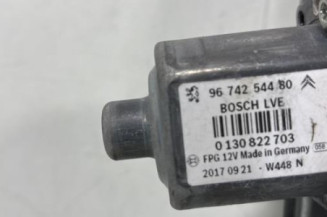 96 742 544 80
BOSCH LVE
0 130 822 703
FPG 12V Made in Germany
2017 09 21 - W448 N